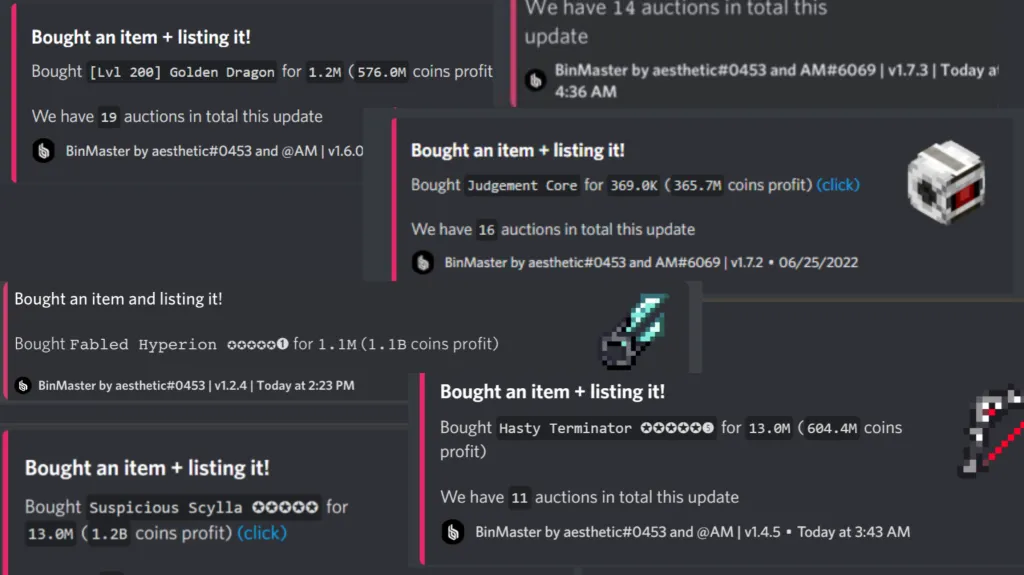 Bought an item + listing it!
Bought [Lvl 200] Golden Dragon for 1.2M (576.0M coins profit
We have 19 auctions in total this update
BinMaster by aesthetic#0453 and @AM | v1.6.0
We have 14 auctions in total this
update
BinMaster by aesthetic#0453 and AM#6069 | v1.7.3 | Today at
4:36 AM
Bought an item + listing it!
Bought Judgement Core for 369.0K (365.7M coins profit) (click)
We have 16 auctions in total this update
BinMaster by aesthetic#0453 and AM#6069 | v1.7.2 • 06/25/2022
Bought an item and listing it!
Bought Fabled Hyperion ✪✪✪✪✪➊ for 1.1M (1.1B coins profit)
BinMaster by aesthetic#0453 | v1.2.4 | Today at 2:23 PM
Bought an item + listing it!
Bought Hasty Terminator ✪✪✪✪✪➎ for 13.0M (604.4M coins
profit)
We have 11 auctions in total this update
BinMaster by aesthetic#0453 and @AM | v1.4.5 • Today at 3:43 AM
Bought an item + listing it!
Bought Suspicious Scylla ✪✪✪✪✪ for
13.0M (1.2B coins profit) (click)